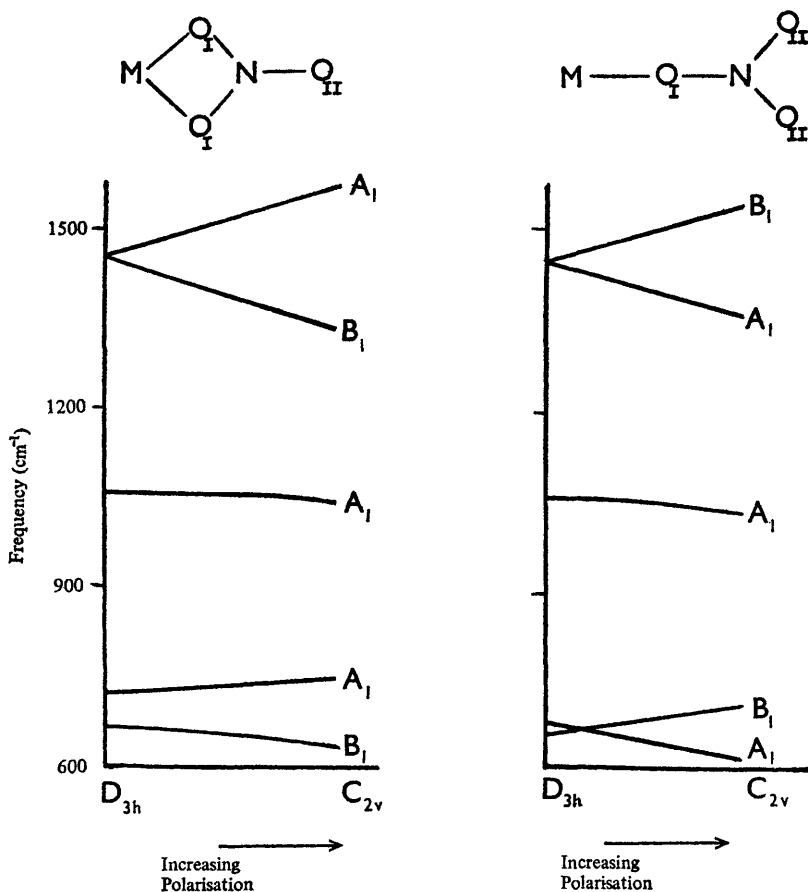 O_I
O_II
M
N
O_II
M
O_I
N
O_I
O_II
A₁
B₁
1500
B₁
A₁
1200
A₁
A₁
Frequency (cm⁻¹)
900
A₁
B₁
B₁
A₁
600
D₃ₕ
C₂ᵥ
D₃ₕ
C₂ᵥ
Increasing
Polarisation
Increasing
Polarisation